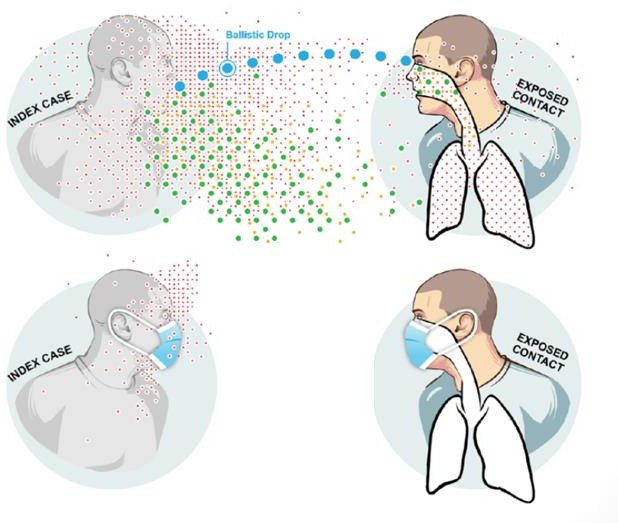 Ballistic Drop
INDEX CASE
EXPOSED
CONTACT
INDEX CASE
EXPOSED
CONTACT